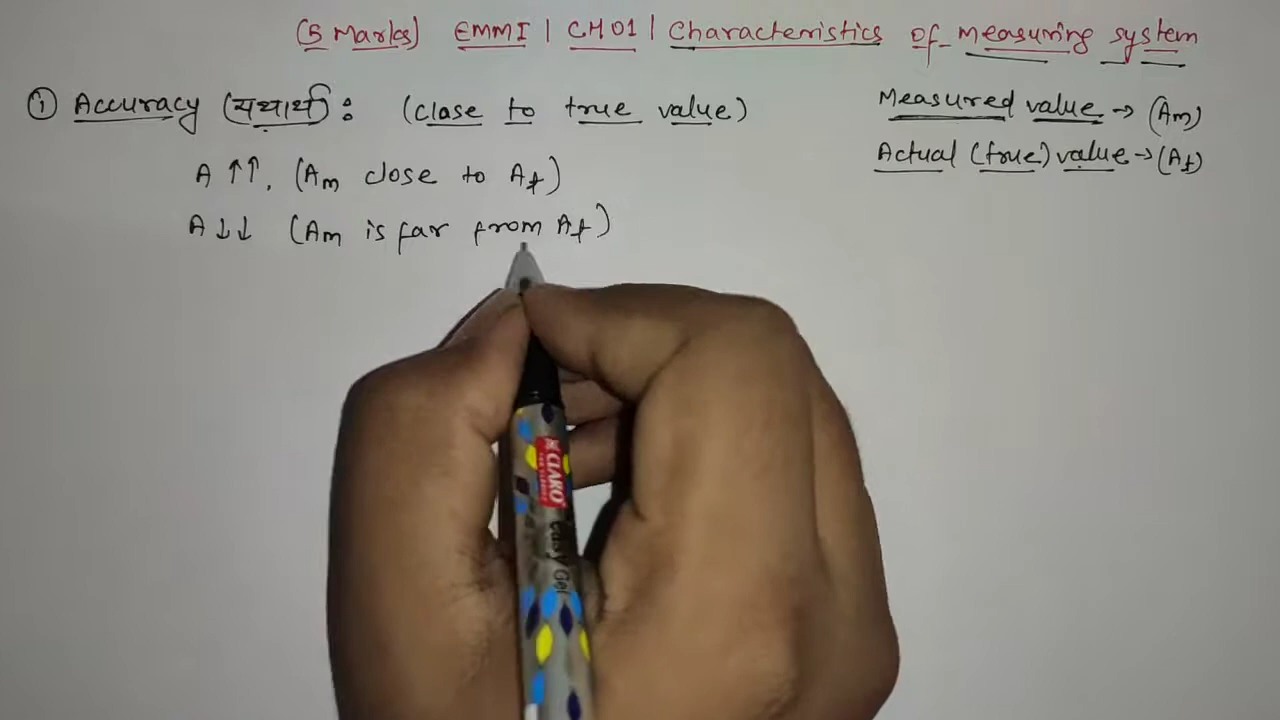 (5 Marks) EMMI | CH01 | Characteristics of measuring system
① Accuracy (यथार्थ) : (close to true value)
Measured value → (Am)
Actual (true) value → (At)
A ↑↑, (Am close to At)
A ↓↓ (Am is far from At)
CLARO
Easy Gel